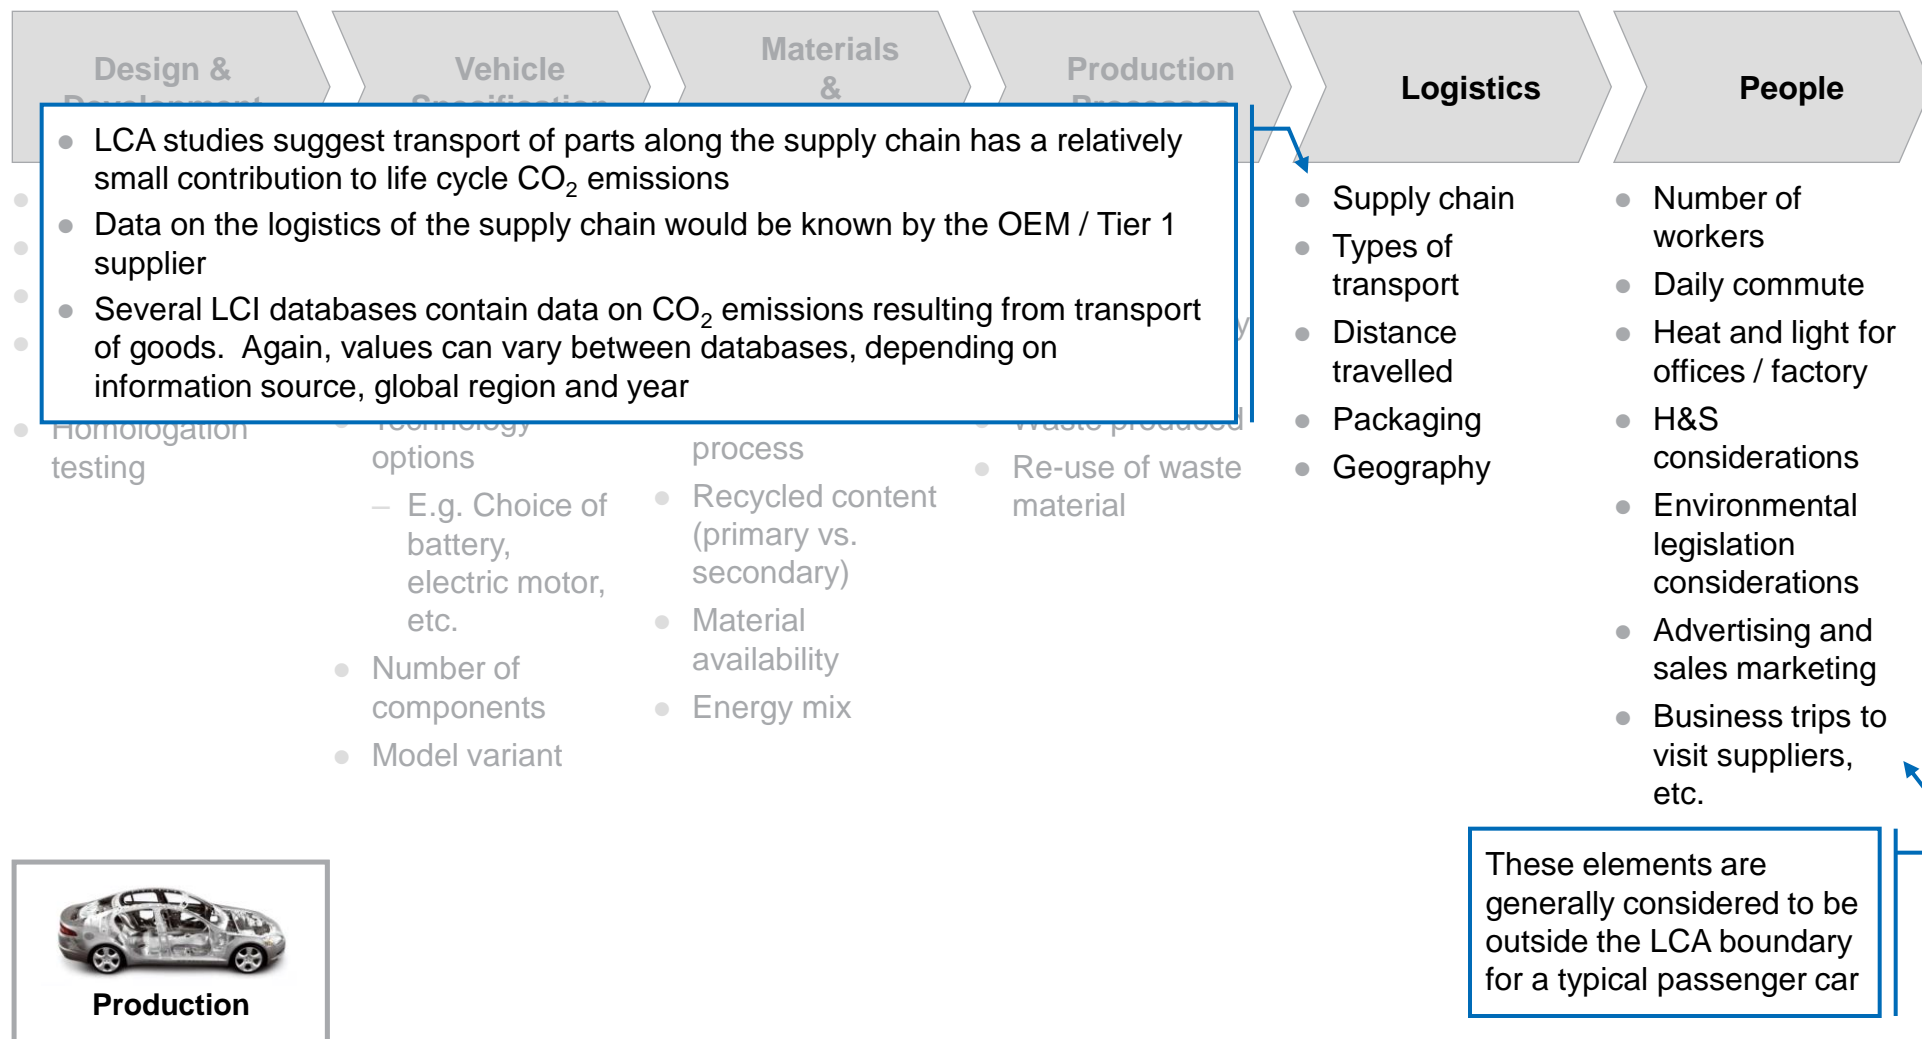 Design &
Development
Vehicle
Specification
Materials
&
Production
Processes
Logistics
People
● LCA studies suggest transport of parts along the supply chain has a relatively
small contribution to life cycle CO₂ emissions
● Data on the logistics of the supply chain would be known by the OEM / Tier 1
supplier
● Several LCI databases contain data on CO₂ emissions resulting from transport
of goods.  Again, values can vary between databases, depending on
information source, global region and year
● Homologation
testing
● Technology
options
– E.g. Choice of
battery,
electric motor,
etc.
● Number of
components
● Model variant
process
● Recycled content
(primary vs.
secondary)
● Material
availability
● Energy mix
● Waste produced
● Re-use of waste
material
● Supply chain
● Types of
transport
● Distance
travelled
● Packaging
● Geography
● Number of
workers
● Daily commute
● Heat and light for
offices / factory
● H&S
considerations
● Environmental
legislation
considerations
● Advertising and
sales marketing
● Business trips to
visit suppliers,
etc.
These elements are
generally considered to be
outside the LCA boundary
for a typical passenger car
Production